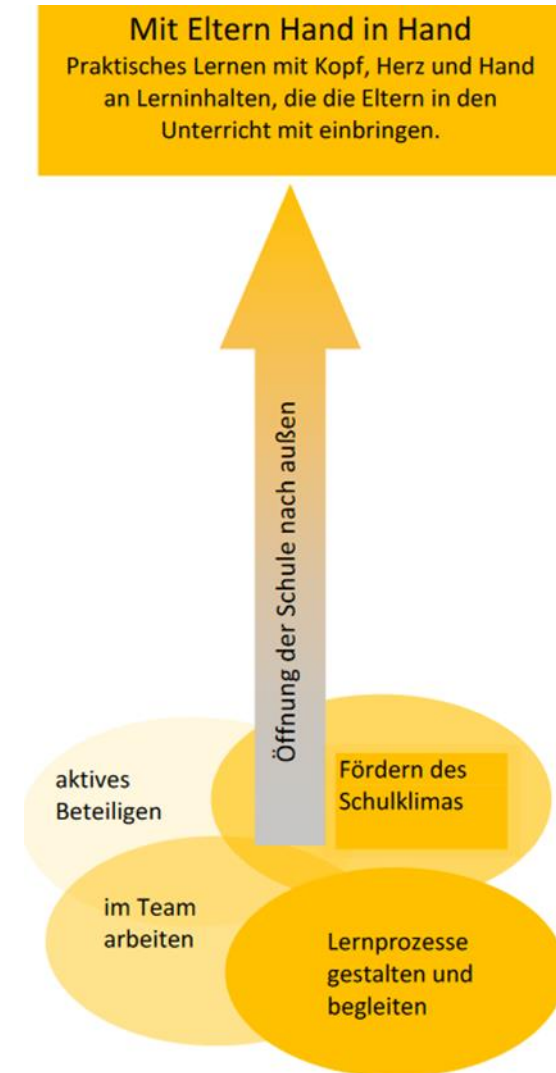 Mit Eltern Hand in Hand
Praktisches Lernen mit Kopf, Herz und Hand
an Lerninhalten, die die Eltern in den
Unterricht mit einbringen.
Öffnung der Schule nach außen
aktives
Beteiligen
Fördern des
Schulklimas
im Team
arbeiten
Lernprozesse
gestalten und
begleiten